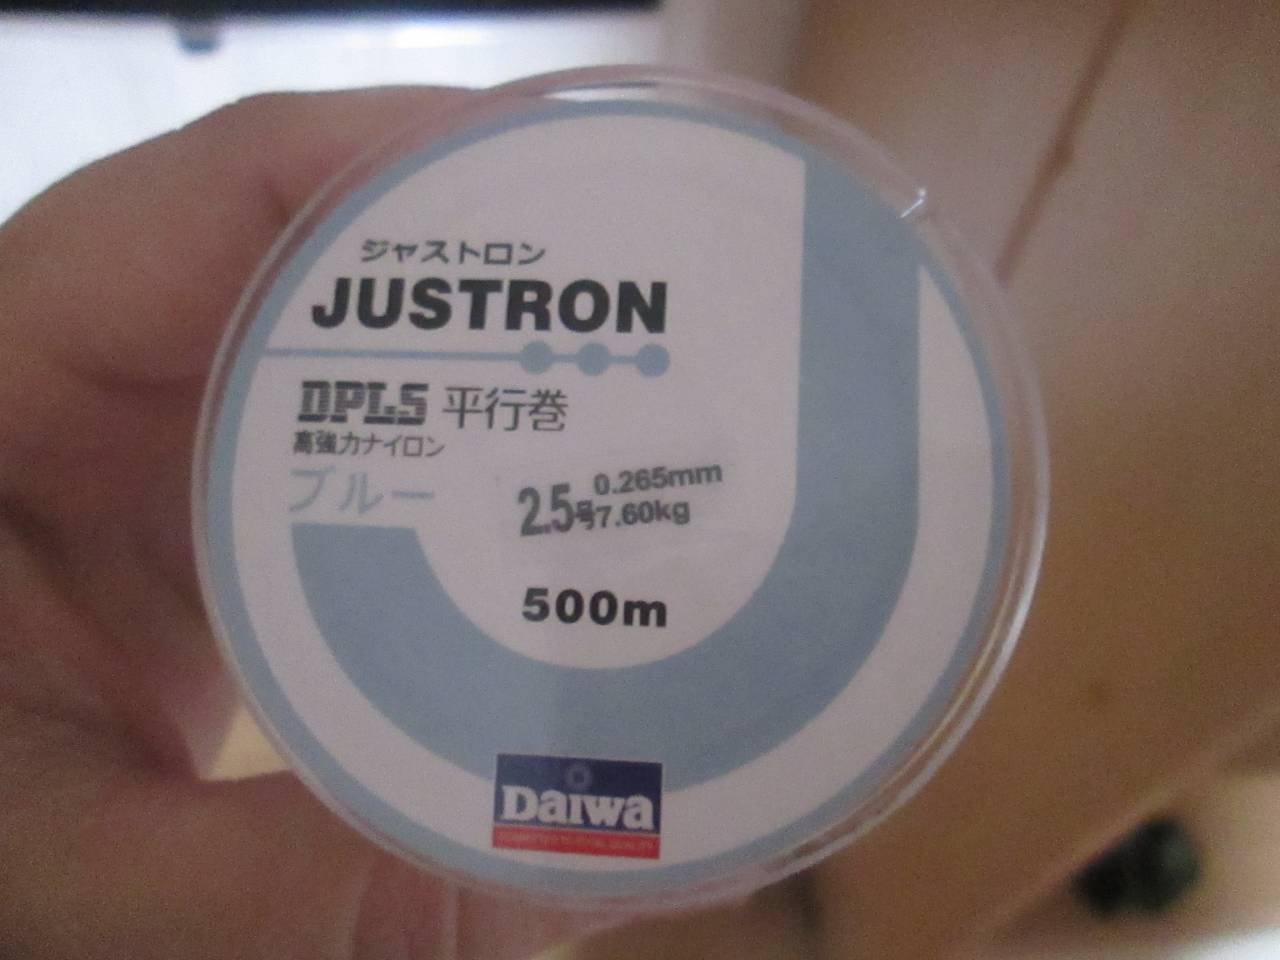 ジャストロン
JUSTRON
DPLS 平行巻
高強力ナイロン
ブルー
2.5号 0.265mm
7.60kg
500m
Daiwa